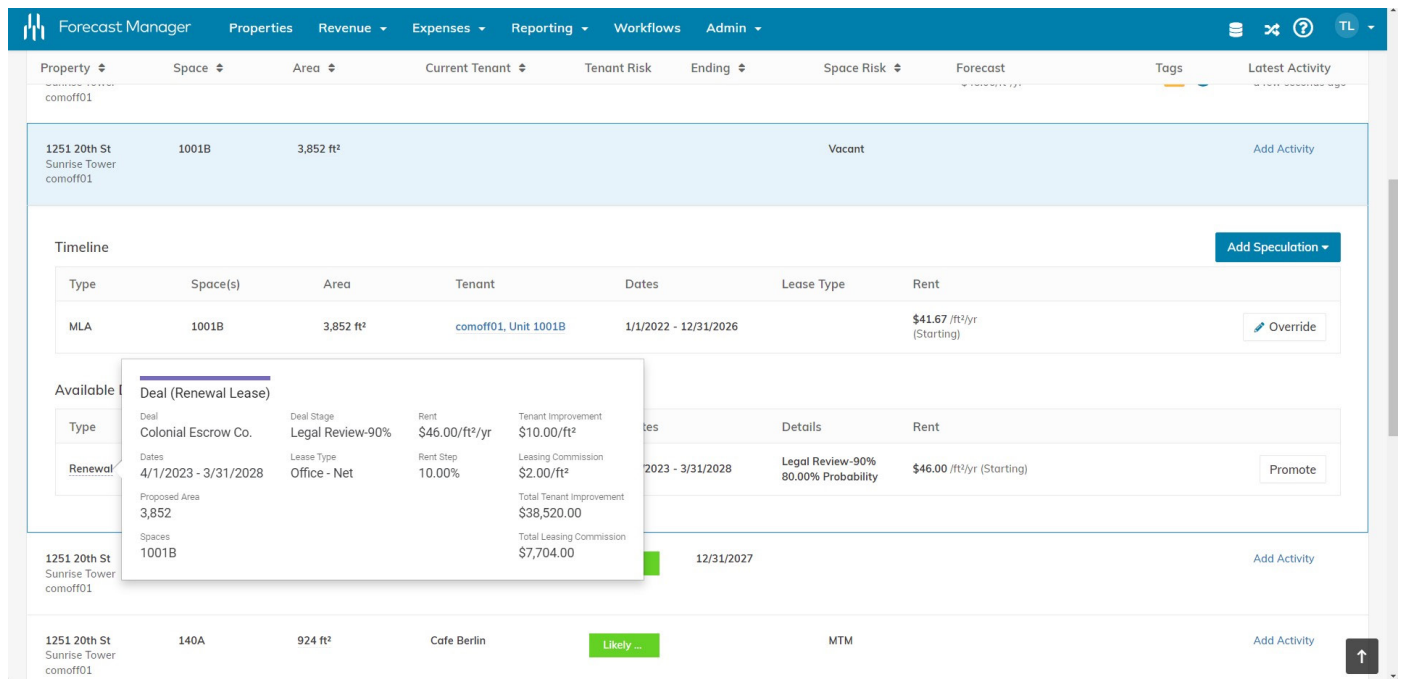 Forecast Manager Properties Revenue Expenses Reporting Workflows Admin TL
Property Space Area Current Tenant Tenant Risk Ending Space Risk Forecast Tags Latest Activity
comoff01
1251 20th St 1001B 3,852 ft² Vacant Add Activity
Sunrise Tower
comoff01
Timeline Add Speculation
Type Space(s) Area Tenant Dates Lease Type Rent
MLA 1001B 3,852 ft² comoff01, Unit 1001B 1/1/2022 - 12/31/2026 $41.67 /ft²/yr Override
(Starting)
Available D
Type tes Details Rent
Renewal 2023 - 3/31/2028 Legal Review-90% $46.00 /ft²/yr (Starting) Promote
80.00% Probability
Deal (Renewal Lease)
Deal Deal Stage Rent Tenant Improvement
Colonial Escrow Co. Legal Review-90% $46.00/ft²/yr $10.00/ft²
Dates Lease Type Rent Step Leasing Commission
4/1/2023 - 3/31/2028 Office - Net 10.00% $2.00/ft²
Proposed Area Total Tenant Improvement
3,852 $38,520.00
Spaces Total Leasing Commission
1001B $7,704.00
1251 20th St 12/31/2027 Add Activity
Sunrise Tower
comoff01
1251 20th St 140A 924 ft² Cafe Berlin Likely ... MTM Add Activity
Sunrise Tower
comoff01